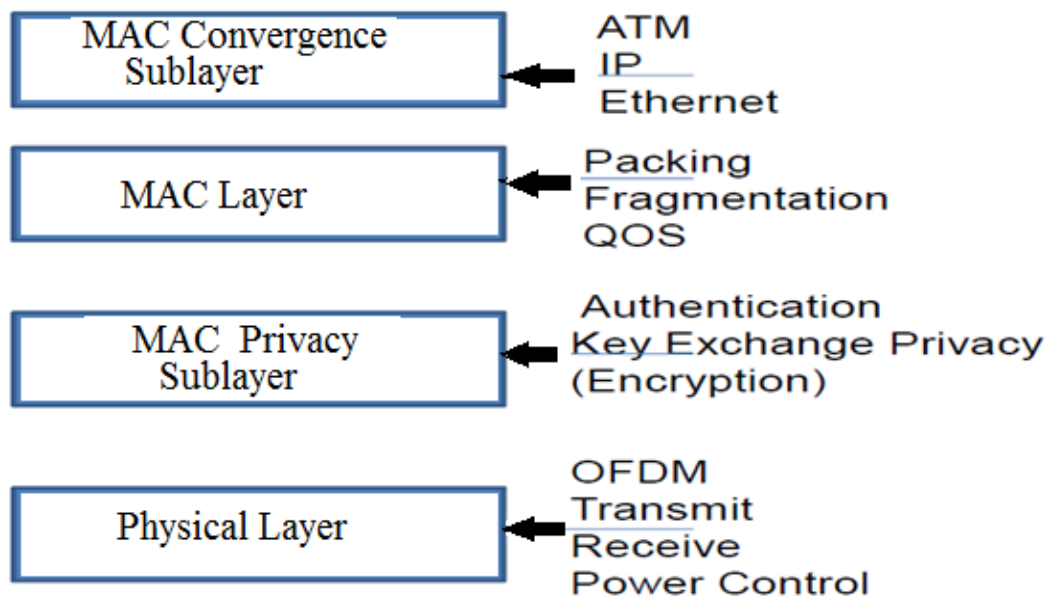 MAC Convergence
Sublayer
ATM
IP
Ethernet
MAC Layer
Packing
Fragmentation
QOS
MAC Privacy
Sublayer
Authentication
Key Exchange Privacy
(Encryption)
Physical Layer
OFDM
Transmit
Receive
Power Control